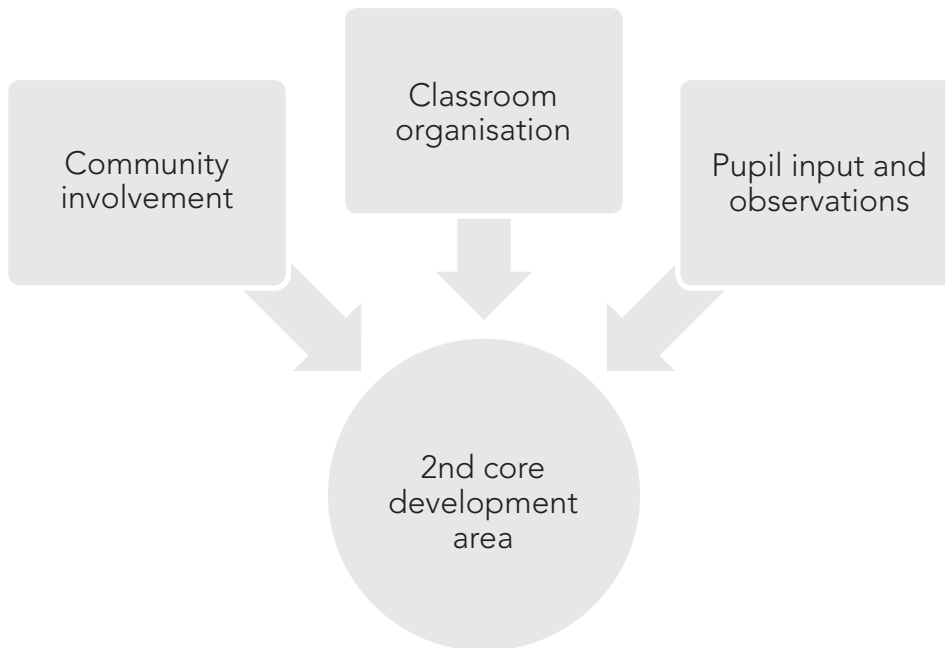 Community
involvement
Classroom
organisation
Pupil input and
observations
2nd core
development
area